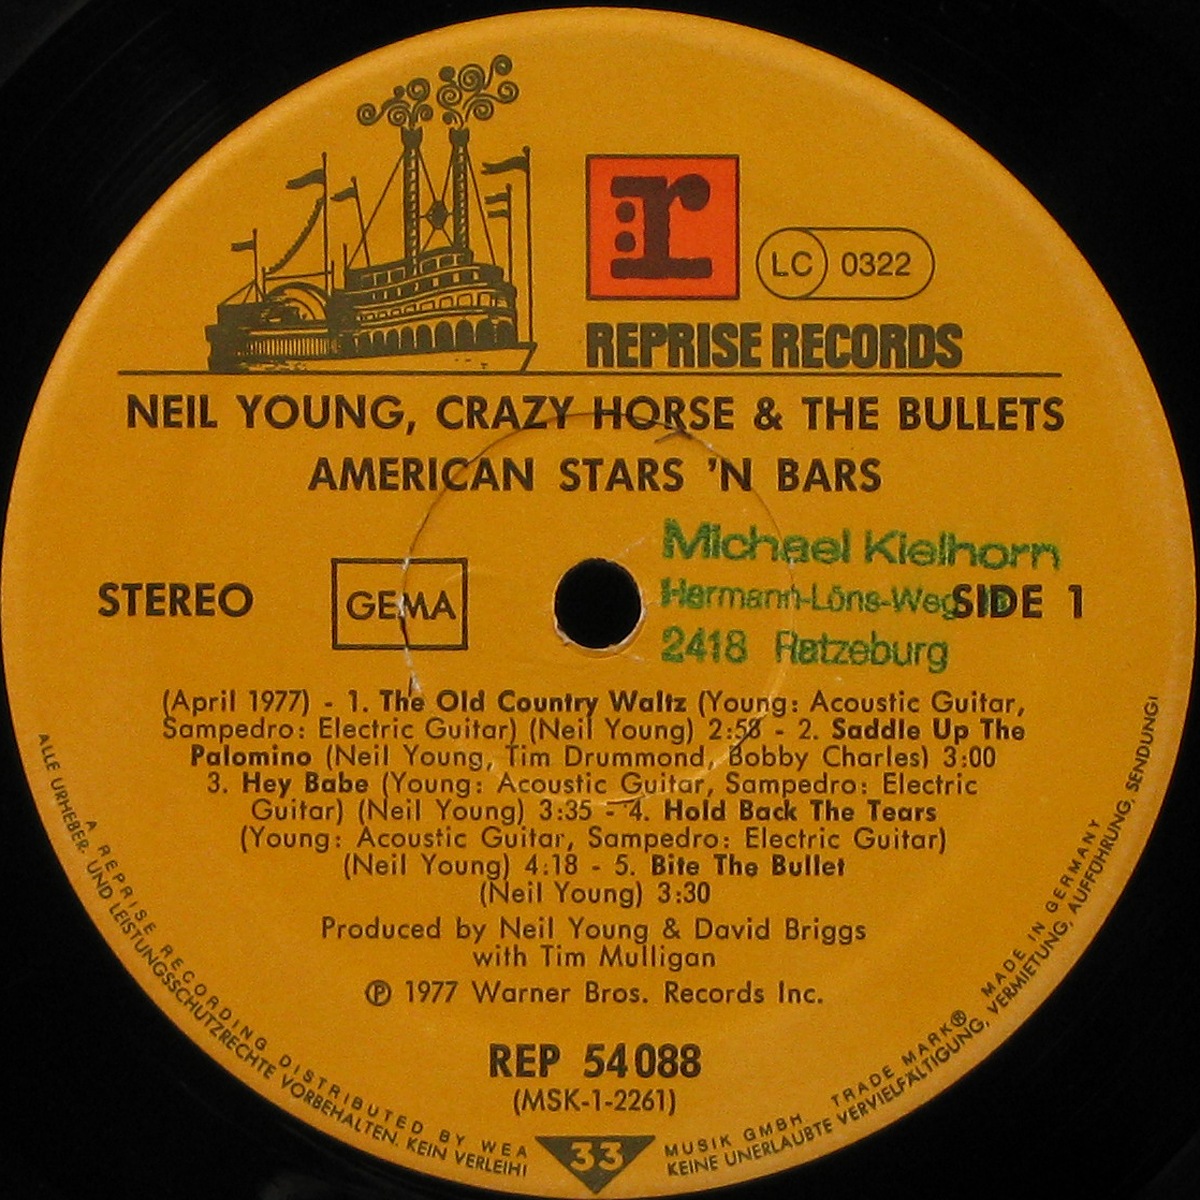 r
LC 0322
REPRISE RECORDS
NEIL YOUNG, CRAZY HORSE & THE BULLETS
AMERICAN STARS 'N BARS
Michael Kielhorn
Hermann-Löns-Weg
2418 Ratzeburg
STEREO
GEMA
SIDE 1
(April 1977) - 1. The Old Country Waltz (Young: Acoustic Guitar,
Sampedro: Electric Guitar) (Neil Young) 2:58 - 2. Saddle Up The
Palomino (Neil Young, Tim Drummond, Bobby Charles) 3:00
3. Hey Babe (Young: Acoustic Guitar, Sampedro: Electric
Guitar) (Neil Young) 3:35 - 4. Hold Back The Tears
(Young: Acoustic Guitar, Sampedro: Electric Guitar)
(Neil Young) 4:18 - 5. Bite The Bullet
(Neil Young) 3:30
Produced by Neil Young & David Briggs
with Tim Mulligan
℗ 1977 Warner Bros. Records Inc.
REP 54 088
(MSK-1-2261)
33
A REPRISE RECORDING DISTRIBUTED BY WEA MUSIK GMBH TRADE MARK® MADE IN GERMANY
ALLE URHEBER- UND LEISTUNGSSCHUTZRECHTE VORBEHALTEN. KEIN VERLEIH! KEINE UNERLAUBTE VERVIELFÄLTIGUNG, VERMIETUNG, AUFFÜHRUNG, SENDUNG!